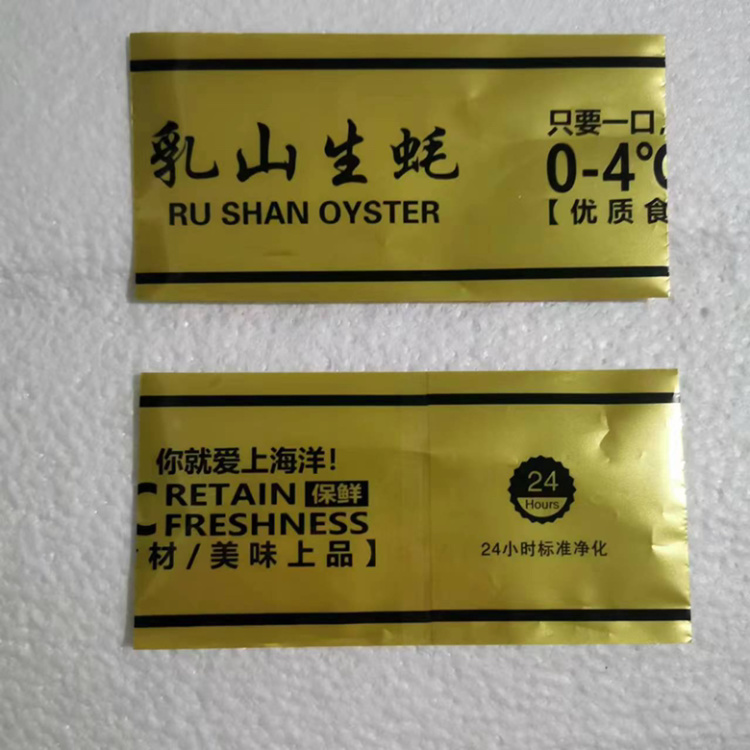 乳山生蚝
RU SHAN OYSTER
只要一口,
0-4°C
【优质食
你就爱上海洋!
C RETAIN 保鲜
FRESHNESS
材/美味上品】
24
Hours
24小时标准净化